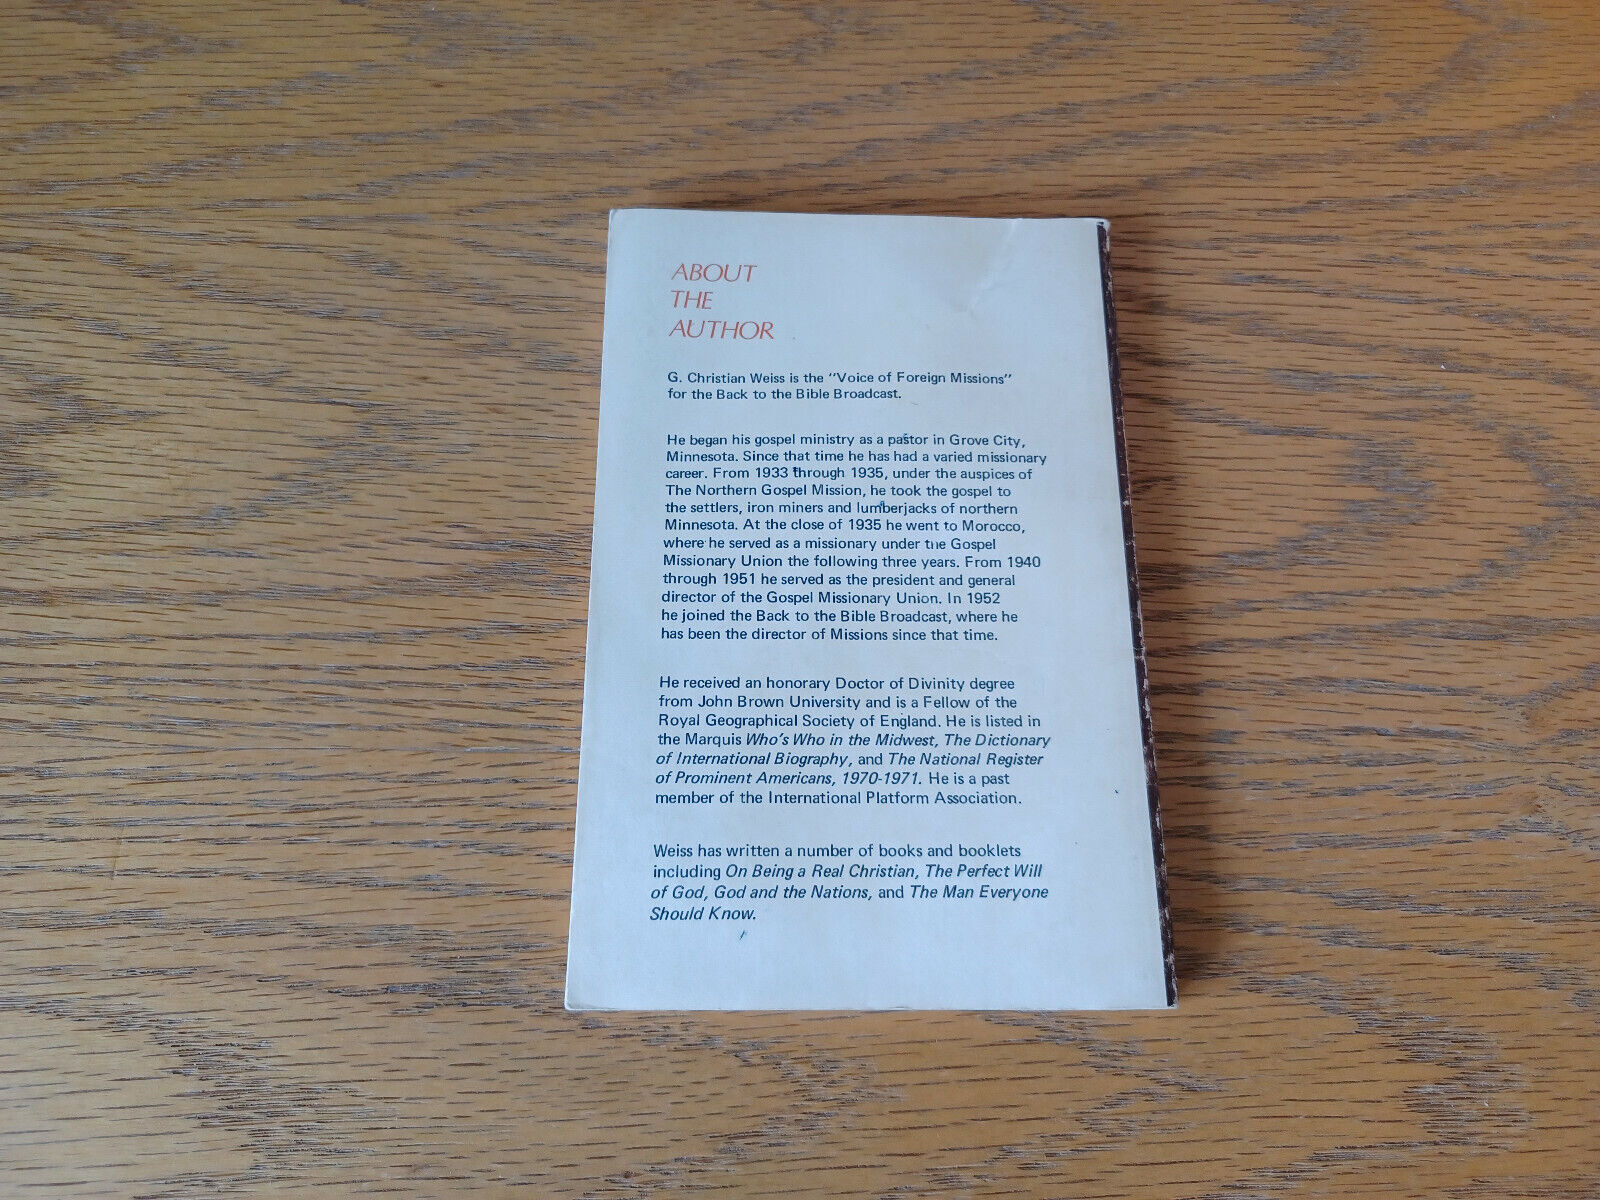 ABOUT
THE
AUTHOR
G. Christian Weiss is the "Voice of Foreign Missions"
for the Back to the Bible Broadcast.
He began his gospel ministry as a pastor in Grove City,
Minnesota. Since that time he has had a varied missionary
career. From 1933 through 1935, under the auspices of
The Northern Gospel Mission, he took the gospel to
the settlers, iron miners and lumberjacks of northern
Minnesota. At the close of 1935 he went to Morocco,
where he served as a missionary under the Gospel
Missionary Union the following three years. From 1940
through 1951 he served as the president and general
director of the Gospel Missionary Union. In 1952
he joined the Back to the Bible Broadcast, where he
has been the director of Missions since that time.
He received an honorary Doctor of Divinity degree
from John Brown University and is a Fellow of the
Royal Geographical Society of England. He is listed in
the Marquis Who's Who in the Midwest, The Dictionary
of International Biography, and The National Register
of Prominent Americans, 1970-1971. He is a past
member of the International Platform Association.
Weiss has written a number of books and booklets
including On Being a Real Christian, The Perfect Will
of God, God and the Nations, and The Man Everyone
Should Know.